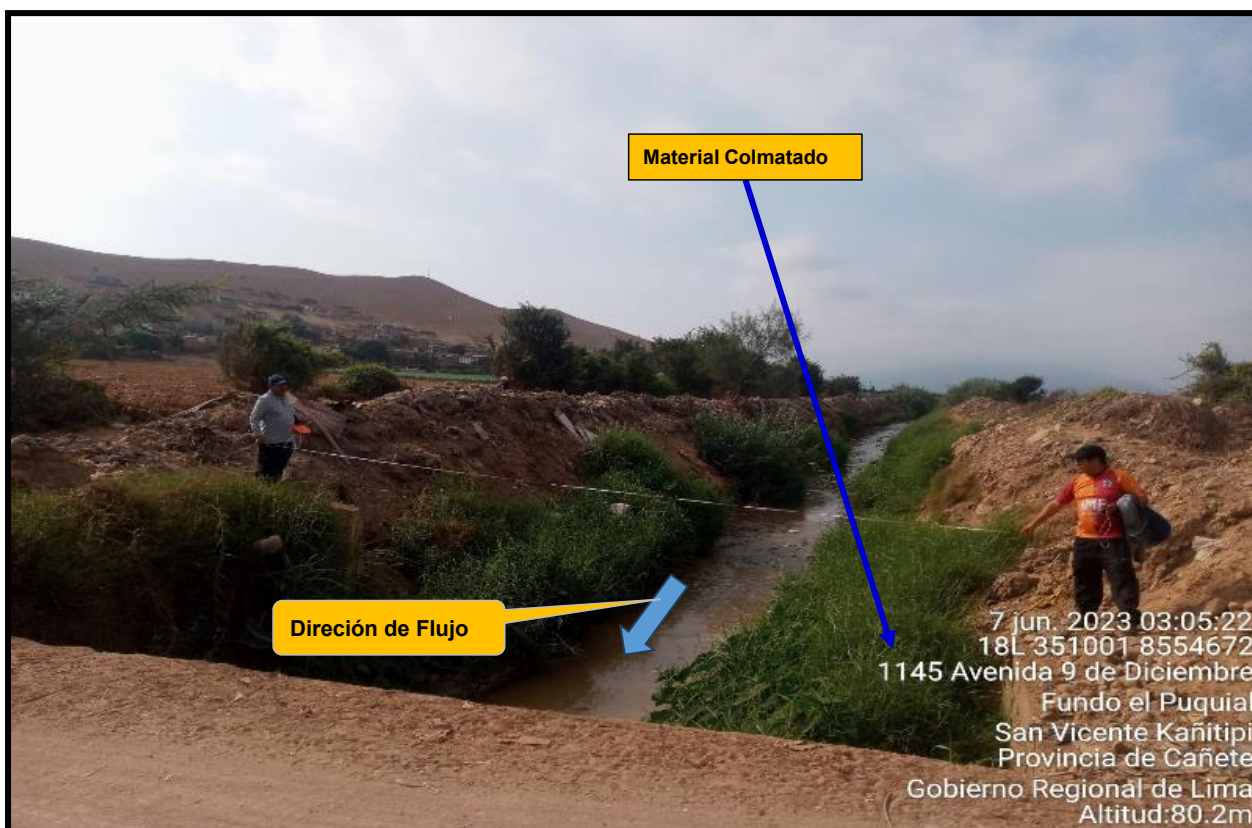 Material Colmatado
Direción de Flujo
7 jun. 2023 03:05:22
18L 351001 8554672
1145 Avenida 9 de Diciembre
Fundo el Puquial
San Vicente Kañitipi
Provincia de Cañete
Gobierno Regional de Lima
Altitud:80.2m